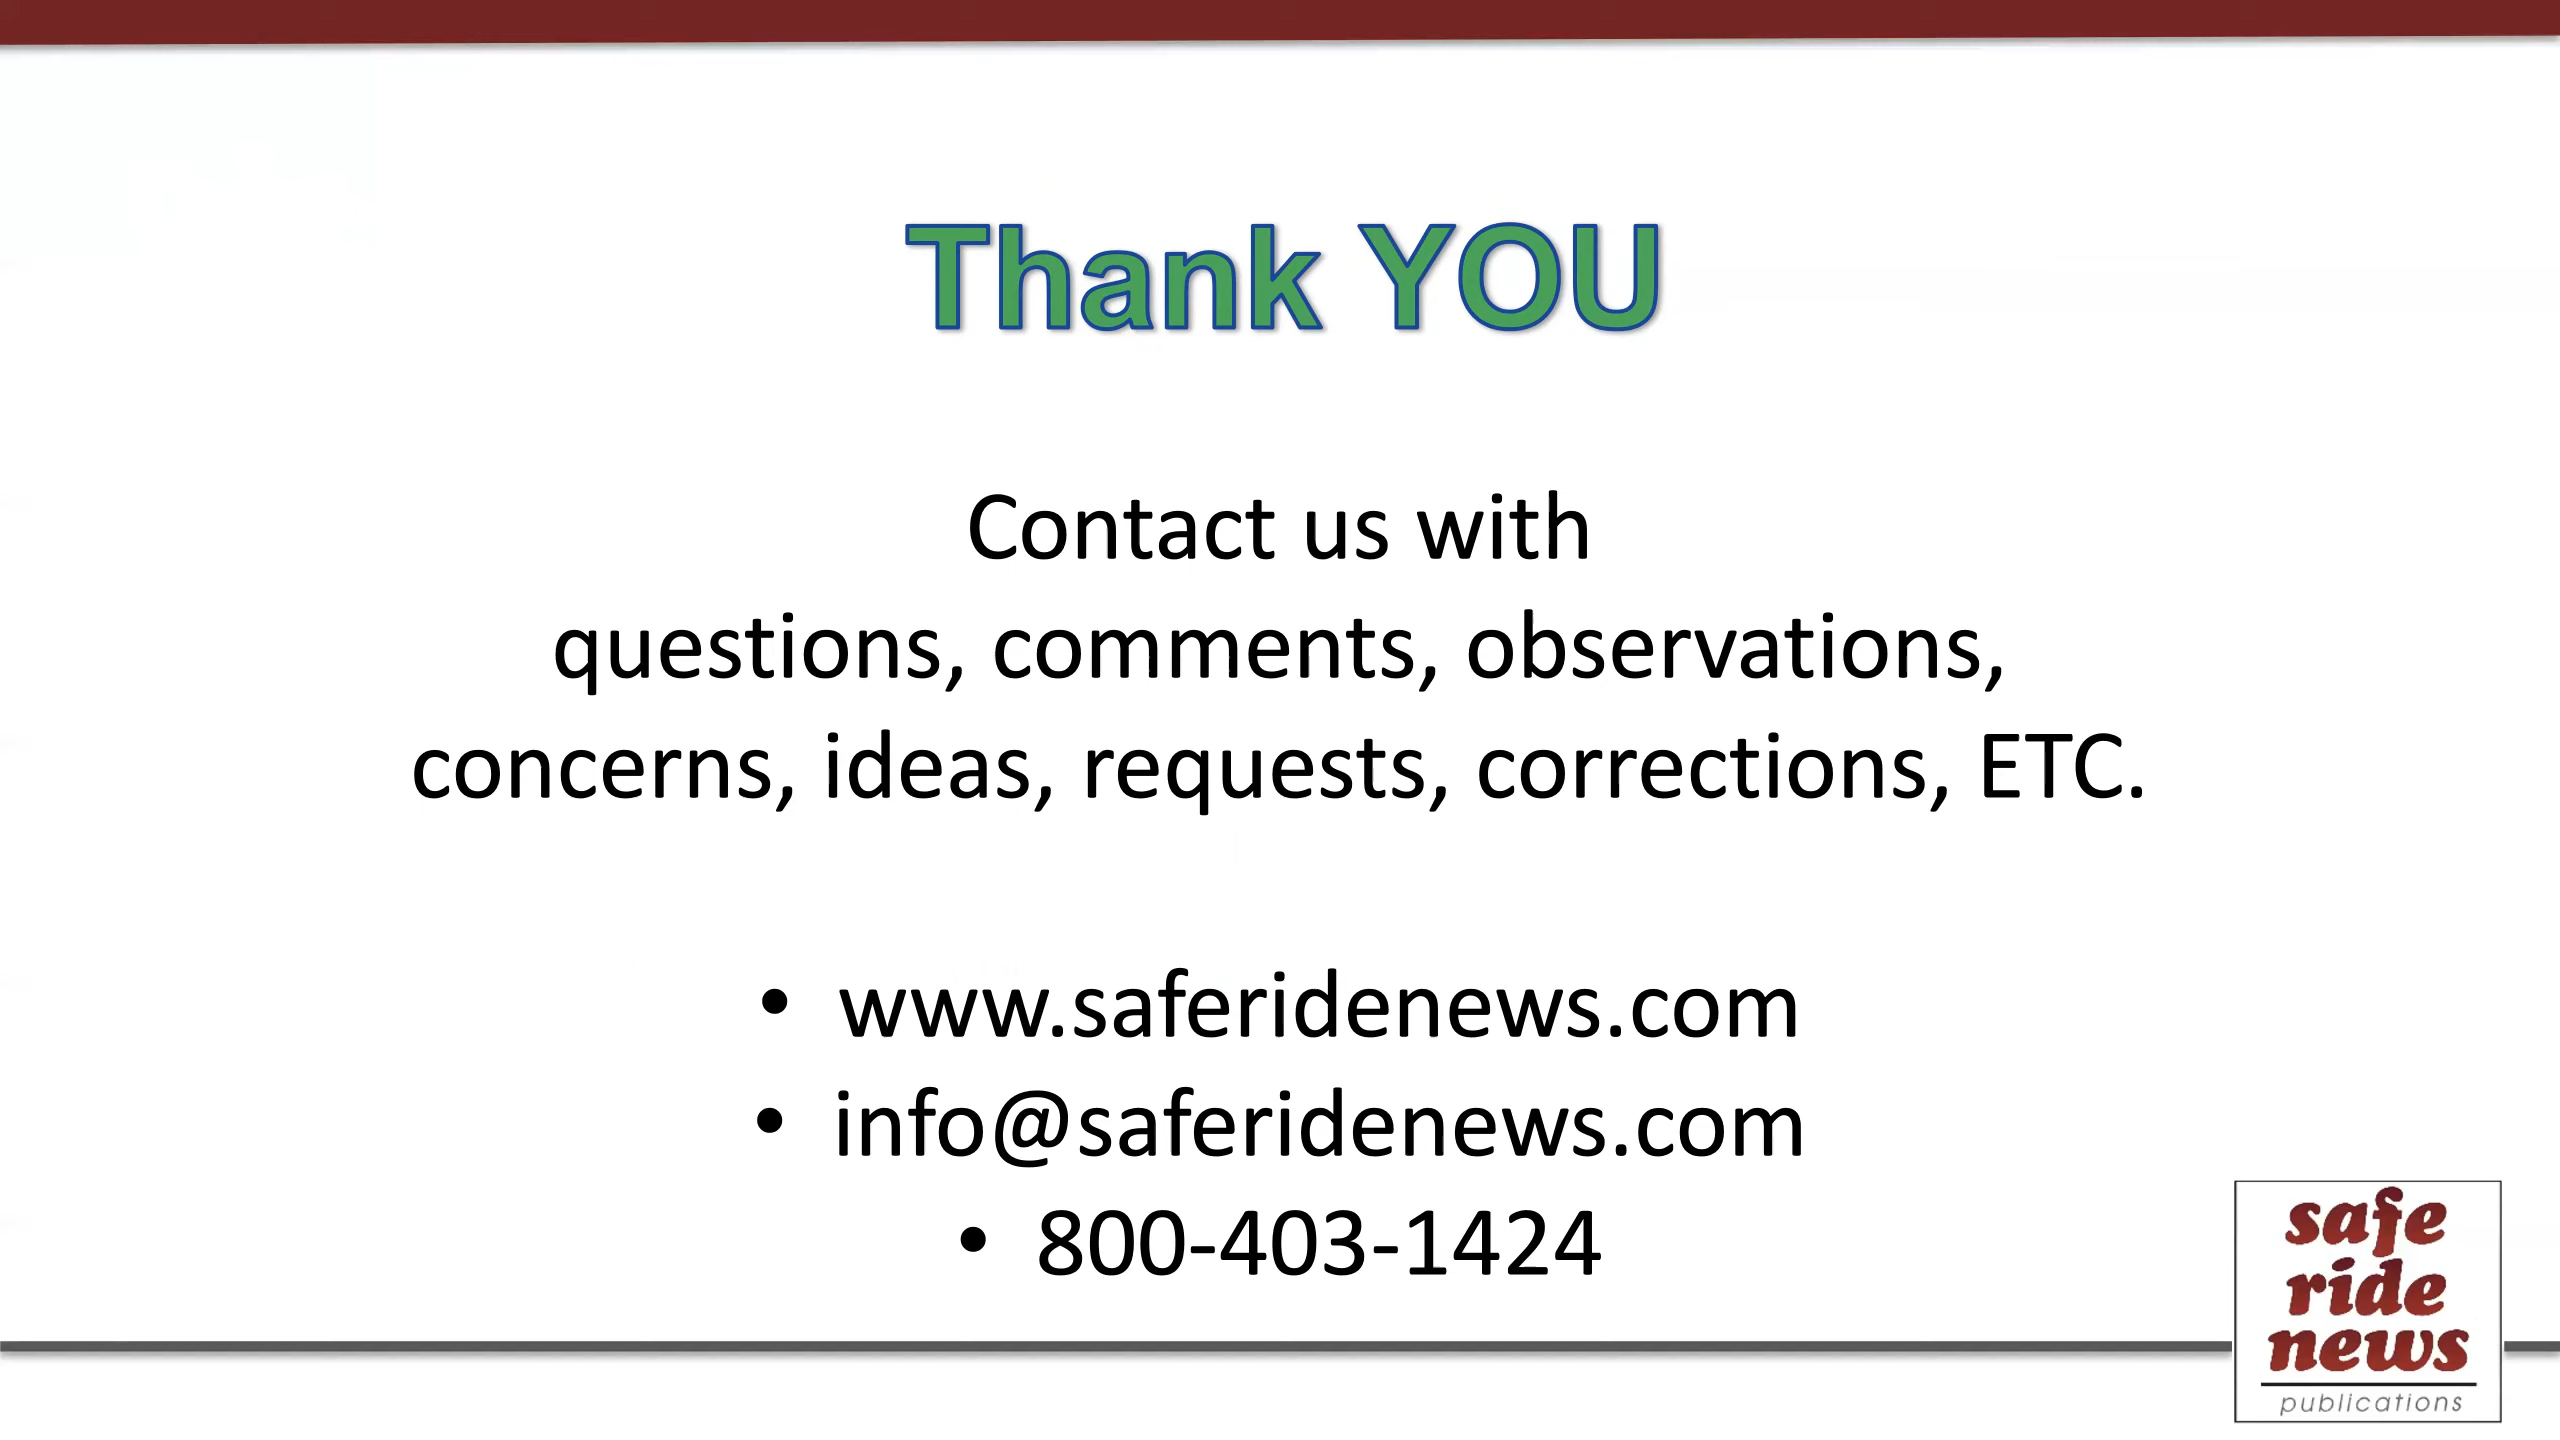 Thank YOU
Contact us with
questions, comments, observations,
concerns, ideas, requests, corrections, ETC.
• www.saferidenews.com
• info@saferidenews.com
• 800-403-1424
safe
ride
news
publications